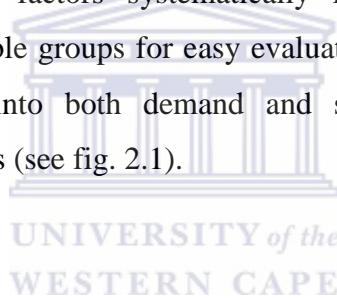 factors systematically
ble groups for easy evaluat
into both demand and s
s (see fig. 2.1).
UNIVERSITY of the
WESTERN CAPE